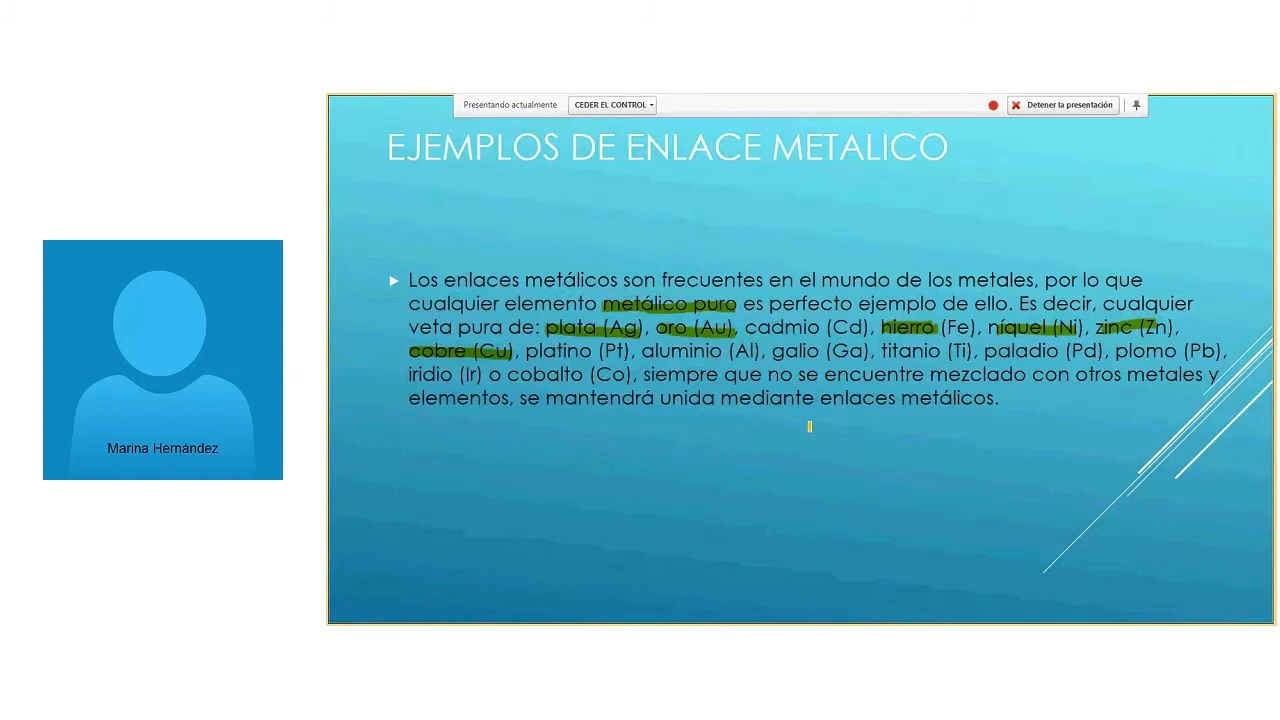 Presentando actualmente
CEDER EL CONTROL
Detener la presentación
EJEMPLOS DE ENLACE METALICO
Los enlaces metálicos son frecuentes en el mundo de los metales, por lo que
cualquier elemento metálico puro es perfecto ejemplo de ello. Es decir, cualquier
veta pura de: plata (Ag), oro (Au), cadmio (Cd), hierro (Fe), níquel (Ni), zinc (Zn),
cobre (Cu), platino (Pt), aluminio (Al), galio (Ga), titanio (Ti), paladio (Pd), plomo (Pb),
iridio (Ir) o cobalto (Co), siempre que no se encuentre mezclado con otros metales y
elementos, se mantendrá unida mediante enlaces metálicos.
Marina Hernández